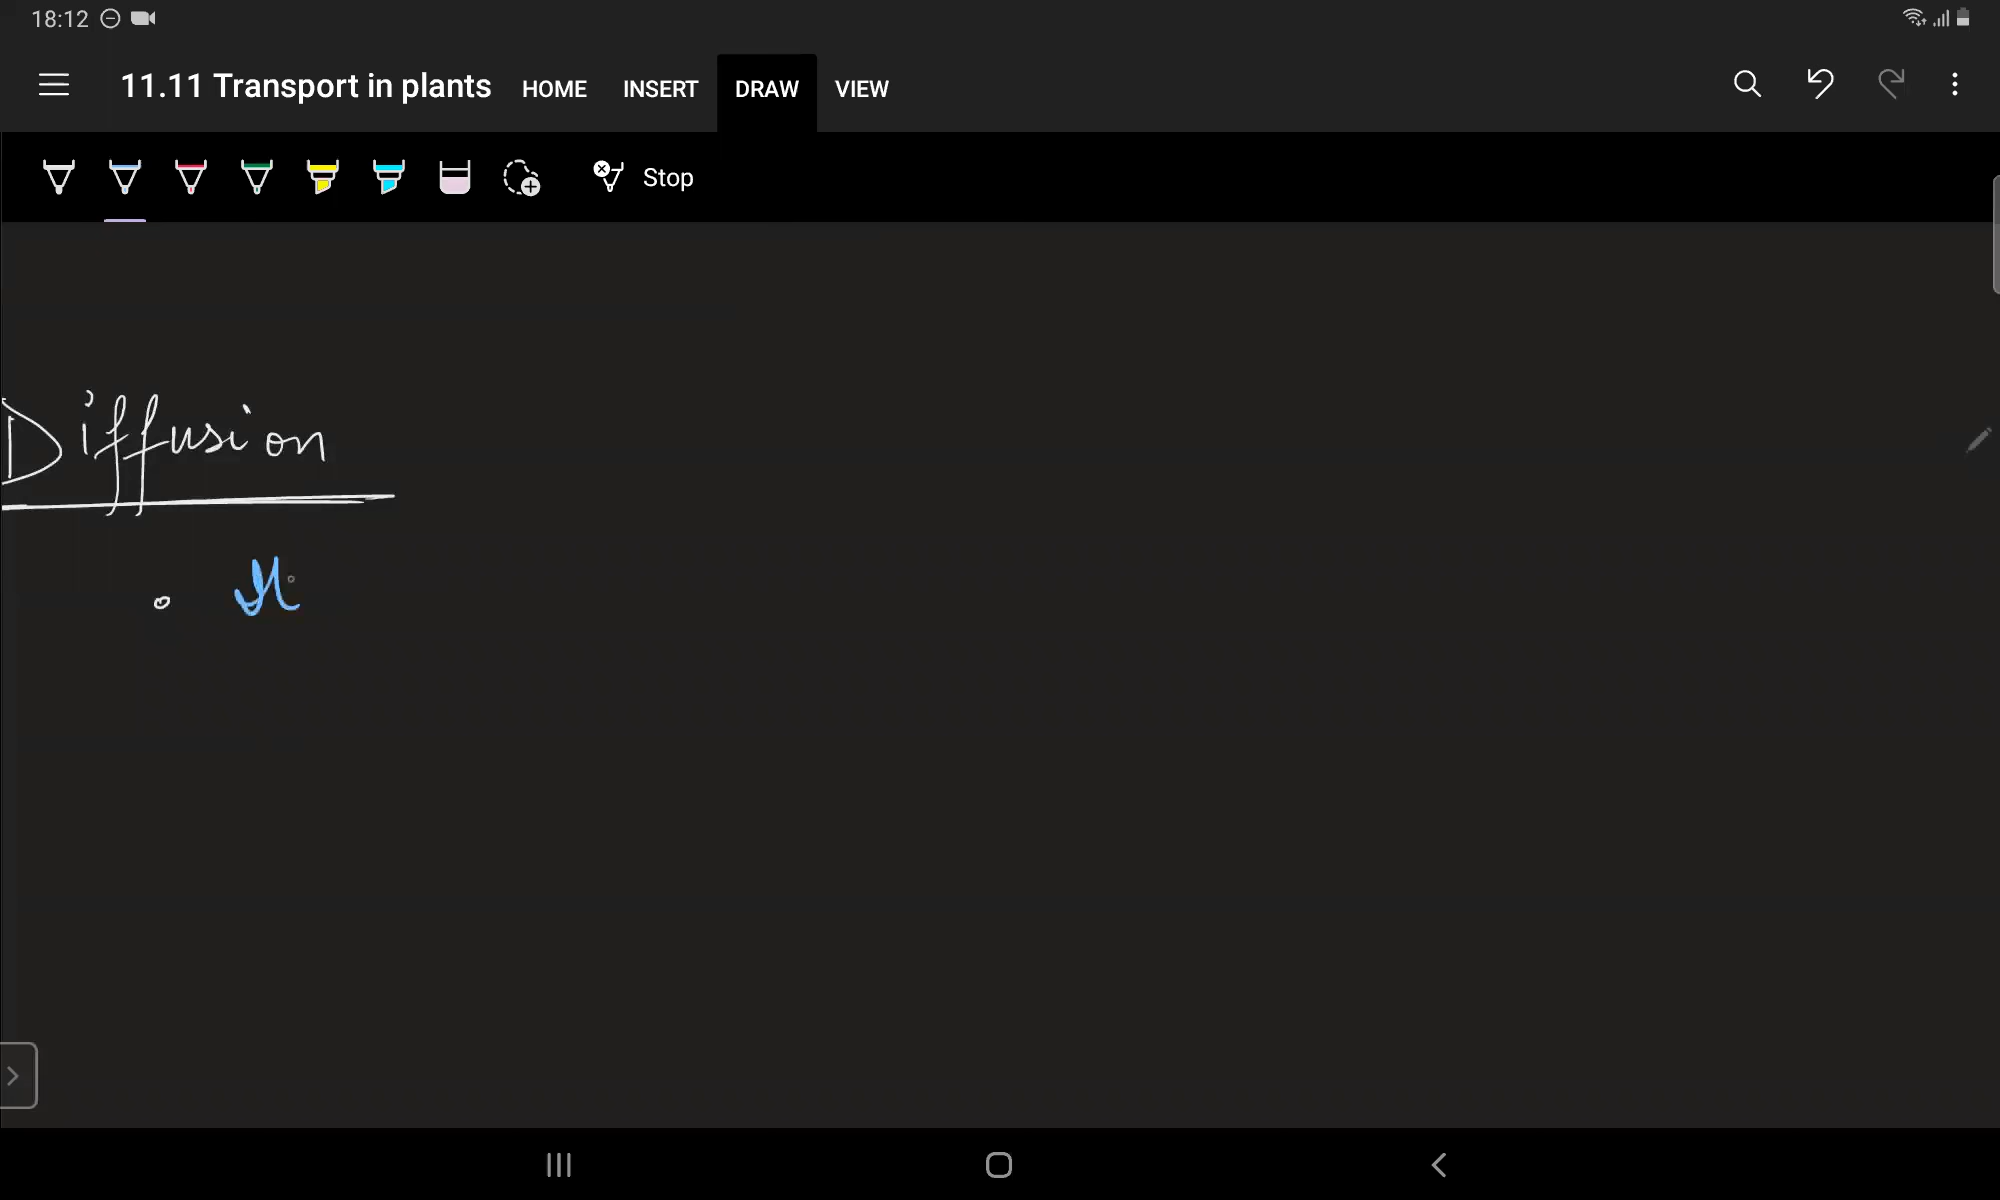 18:12
11.11 Transport in plants HOME INSERT DRAW VIEW
Stop
Diffusion